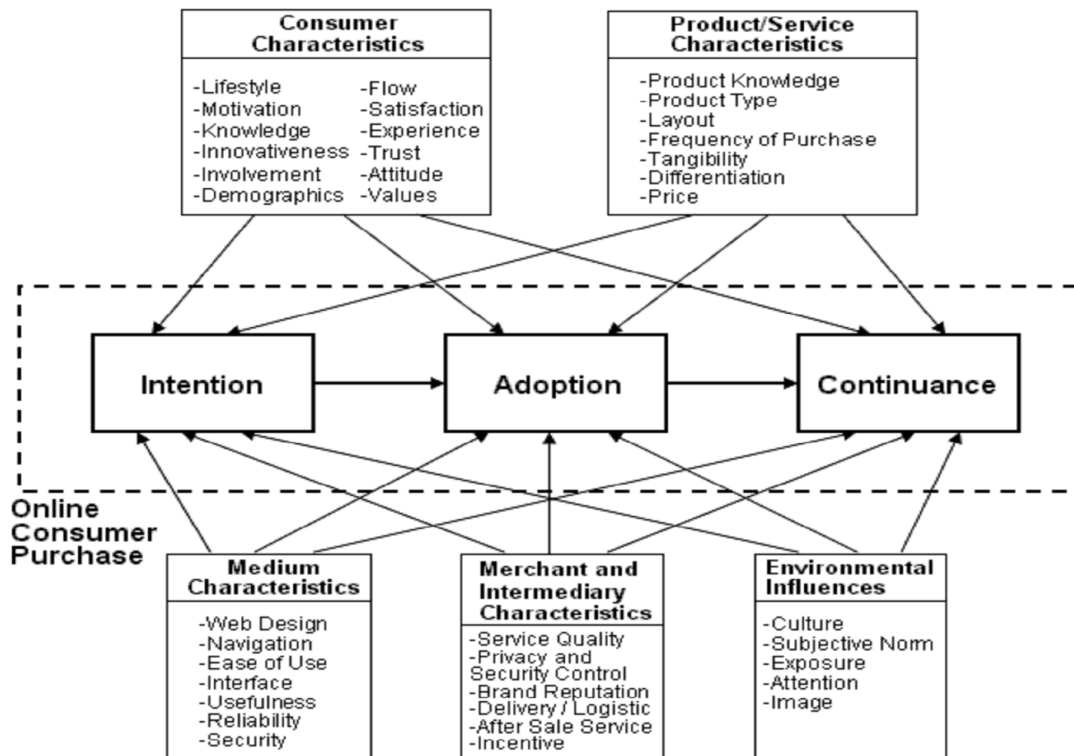 Consumer
Characteristics
-Lifestyle
-Motivation
-Knowledge
-Innovativeness
-Involvement
-Demographics
-Flow
-Satisfaction
-Experience
-Trust
-Attitude
-Values
Product/Service
Characteristics
-Product Knowledge
-Product Type
-Layout
-Frequency of Purchase
-Tangibility
-Differentiation
-Price
Intention
Adoption
Continuance
Online
Consumer
Purchase
Medium
Characteristics
-Web Design
-Navigation
-Ease of Use
-Interface
-Usefulness
-Reliability
-Security
Merchant and
Intermediary
Characteristics
-Service Quality
-Privacy and
Security Control
-Brand Reputation
-Delivery / Logistic
-After Sale Service
-Incentive
Environmental
Influences
-Culture
-Subjective Norm
-Exposure
-Attention
-Image